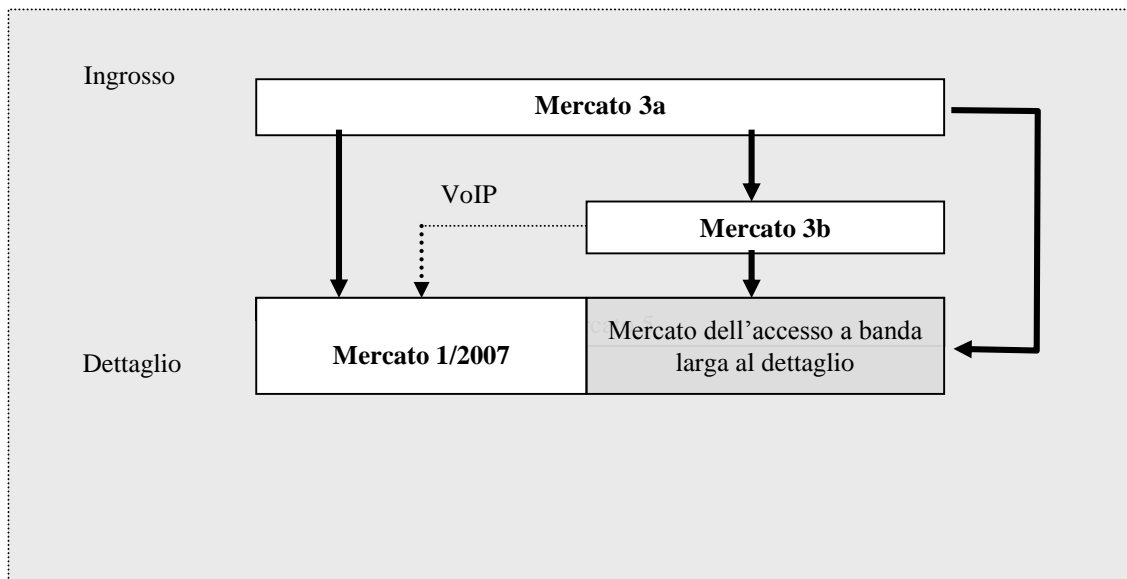 Ingrosso
Mercato 3a
VoIP
Mercato 3b
Mercato dell’accesso a banda
larga al dettaglio
Mercato 1/2007
Dettaglio